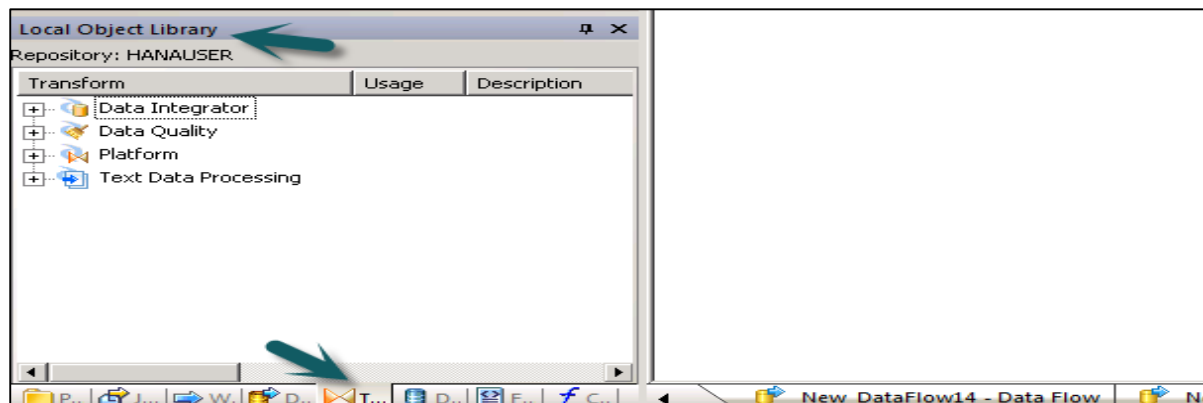 Local Object Library
Repository: HANAUSER
Transform Usage Description
Data Integrator
Data Quality
Platform
Text Data Processing
P.. J... W. D.. T... D.. F.. C.. New_DataFlow14 - Data Flow N